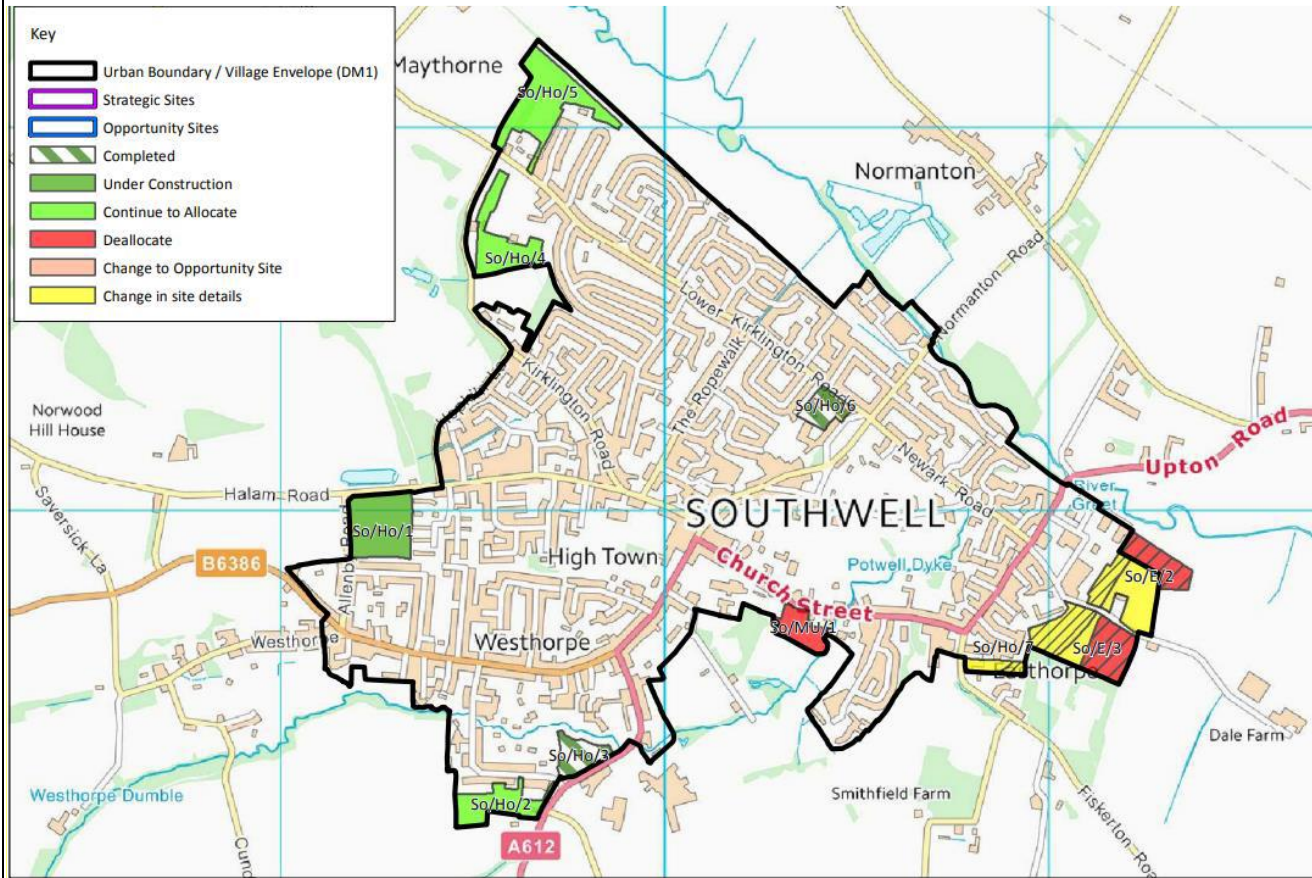 Key
Urban Boundary / Village Envelope (DM1)
Strategic Sites
Opportunity Sites
Completed
Under Construction
Continue to Allocate
Deallocate
Change to Opportunity Site
Change in site details
Maythorne
So/Ho/5
Normanton
So/Ho/4
Normanton Road
Lower Kirklington Road
The Ropewalk
Kirklington Road
So/Ho/6
Norwood
Hill House
Newark Road
Upton Road
River
Greet
Halam Road
Saversick La
SOUTHWELL
So/Ho/1
B6386
High Town
Church Street
Potwell Dyke
So/E/2
Westhorpe
Westhorpe
So/MU/1
So/Ho/7
So/E/3
Easthorpe
Dale Farm
So/Ho/3
Westhorpe Dumble
So/Ho/2
Smithfield Farm
A612
Cund